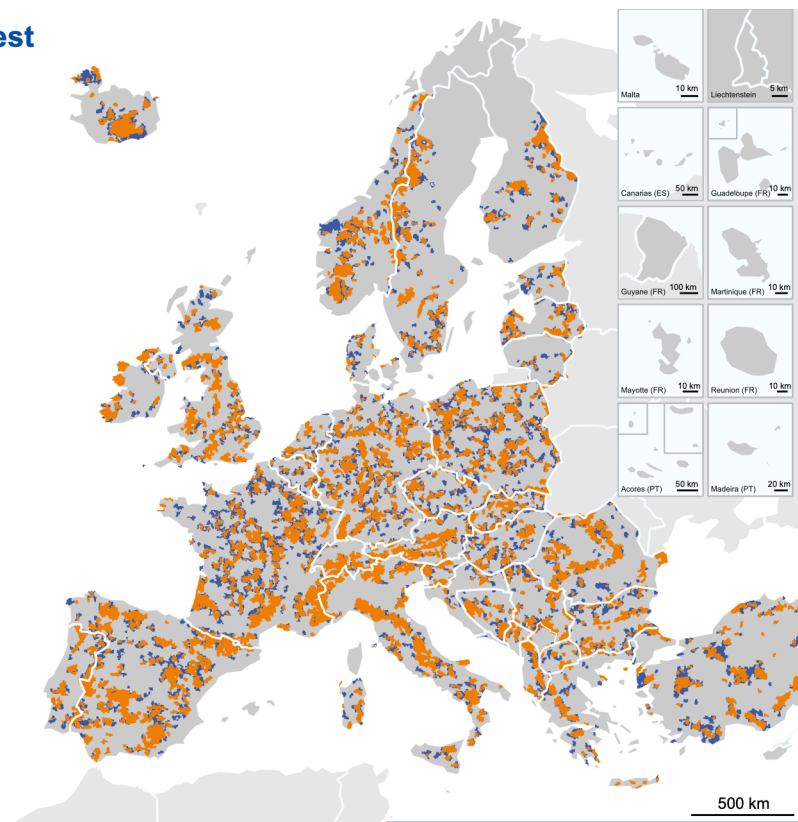 est
Malta
10 km
Liechtenstein
5 km
Canarias (ES)
50 km
Guadeloupe (FR)
10 km
Guyane (FR)
100 km
Martinique (FR)
10 km
Mayotte (FR)
10 km
Reunion (FR)
10 km
Acores (PT)
50 km
Madeira (PT)
20 km
500 km